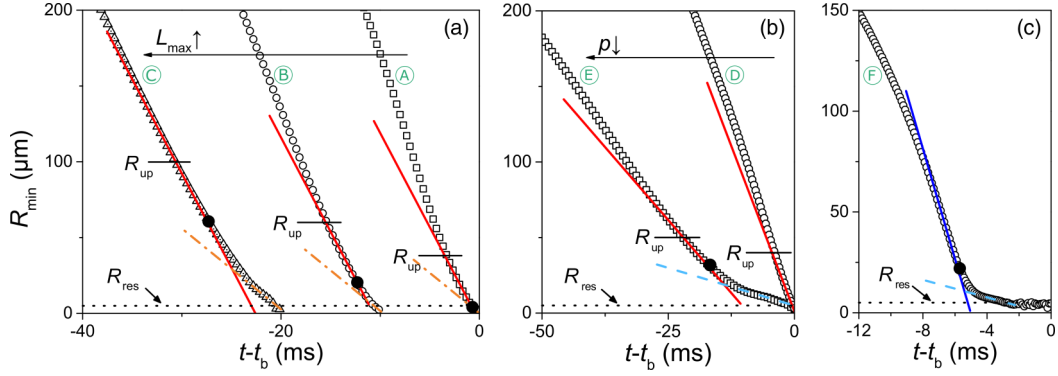 200
100
0
R_min (μm)
-40
-20
0
t-t_b (ms)
(a)
L_max↑
C
B
A
R_up
R_up
R_up
R_res
200
100
0
-50
-25
0
t-t_b (ms)
(b)
p↓
E
D
R_up
R_up
R_res
150
100
50
0
-12
-8
-4
0
t-t_b (ms)
(c)
F
R_res